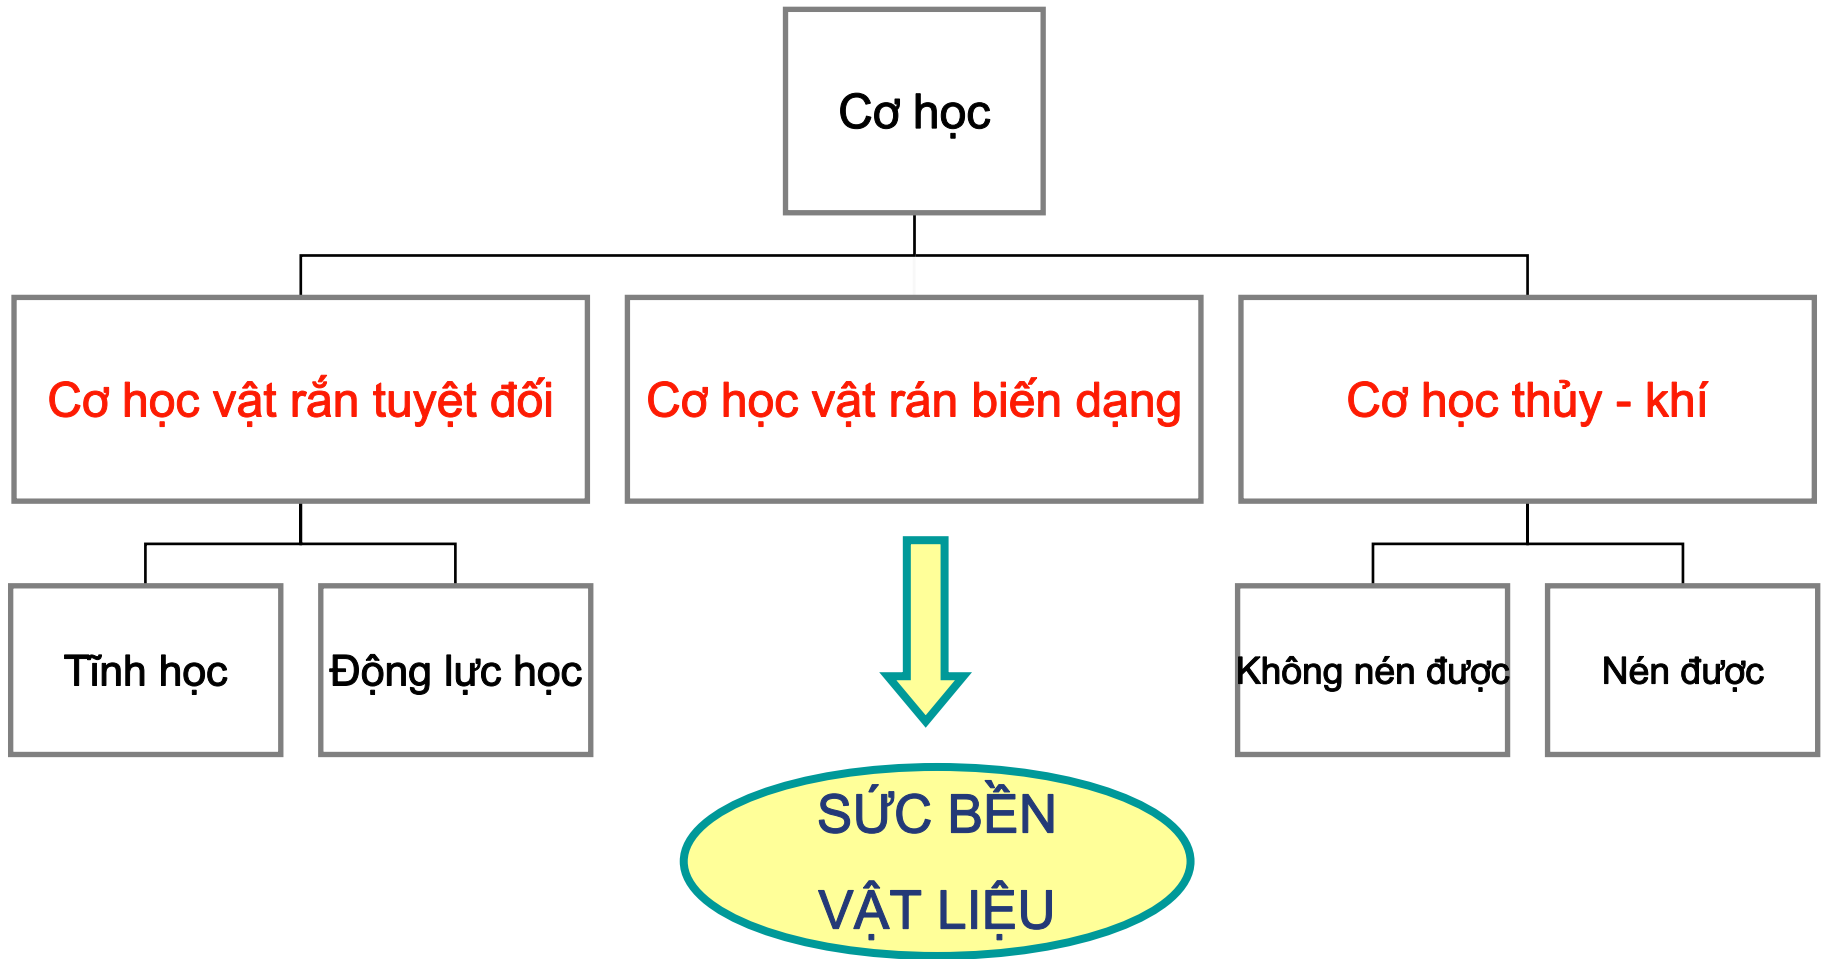 Cơ học
Cơ học vật rắn tuyệt đối
Cơ học vật rán biến dạng
Cơ học thủy - khí
Tĩnh học
Động lực học
Không nén được
Nén được
SỨC BỀN
VẬT LIỆU